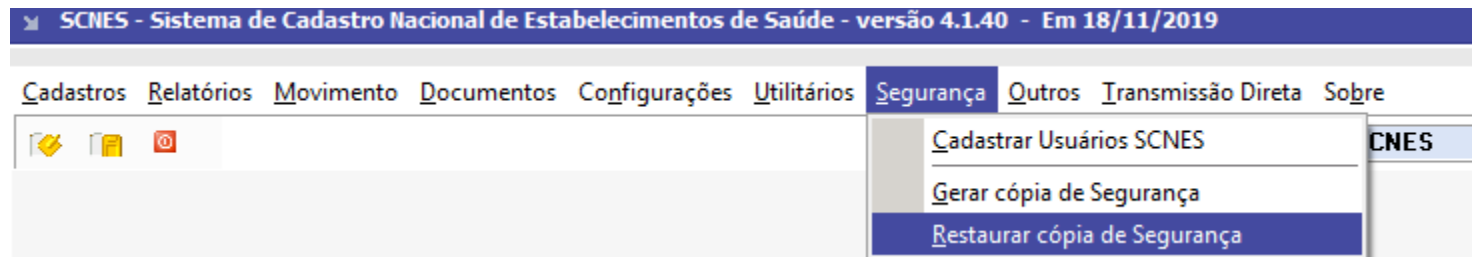 SCNES - Sistema de Cadastro Nacional de Estabelecimentos de Saúde - versão 4.1.40 - Em 18/11/2019
Cadastros Relatórios Movimento Documentos Configurações Utilitários Segurança Outros Transmissão Direta Sobre
Cadastrar Usuários SCNES
CNES
Gerar cópia de Segurança
Restaurar cópia de Segurança